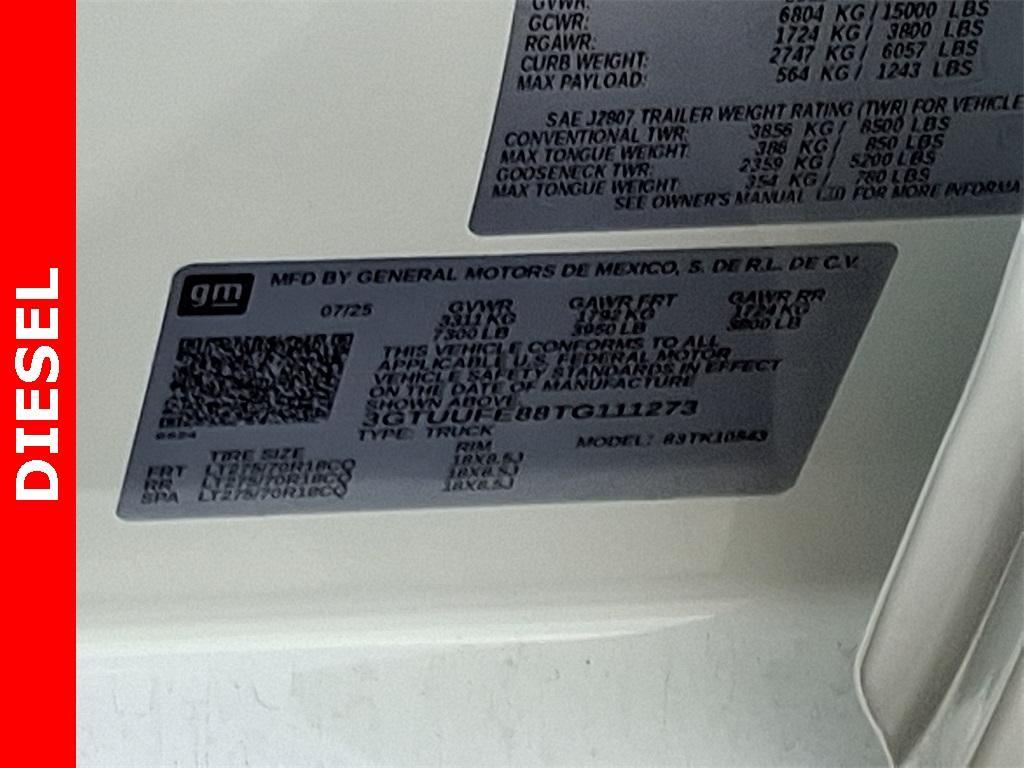 DIESEL
GVWR:
GCWR: 6804 KG/15000 LBS
RGAWR: 1724 KG/ 3800 LBS
CURB WEIGHT: 2747 KG/ 6057 LBS
MAX PAYLOAD: 564 KG/ 1243 LBS
SAE J2807 TRAILER WEIGHT RATING (TWR) FOR VEHICLE
CONVENTIONAL TWR: 3856 KG/ 8500 LBS
MAX TONGUE WEIGHT: 386 KG/ 850 LBS
GOOSENECK TWR: 2359 KG/ 5200 LBS
MAX TONGUE WEIGHT: 354 KG/ 780 LBS
SEE OWNER'S MANUAL FOR MORE INFORMA
gm
MFD BY GENERAL MOTORS DE MEXICO, S. DE R.L. DE C.V.
07/25 GVWR GAWR FRT GAWR RR
3311 KG 1792 KG 1724 KG
7300 LB 3950 LB 3800 LB
THIS VEHICLE CONFORMS TO ALL
APPLICABLE U.S. FEDERAL MOTOR
VEHICLE SAFETY STANDARDS IN EFFECT
ON THE DATE OF MANUFACTURE
SHOWN ABOVE
3GTUUFE88TG111273
TYPE: TRUCK MODEL: 83TK10543
TIRE SIZE RIM
FRT LT275/70R18CQ 18X8.5J
RR LT275/70R18CQ 18X8.5J
SPA LT275/70R18CQ 18X8.5J